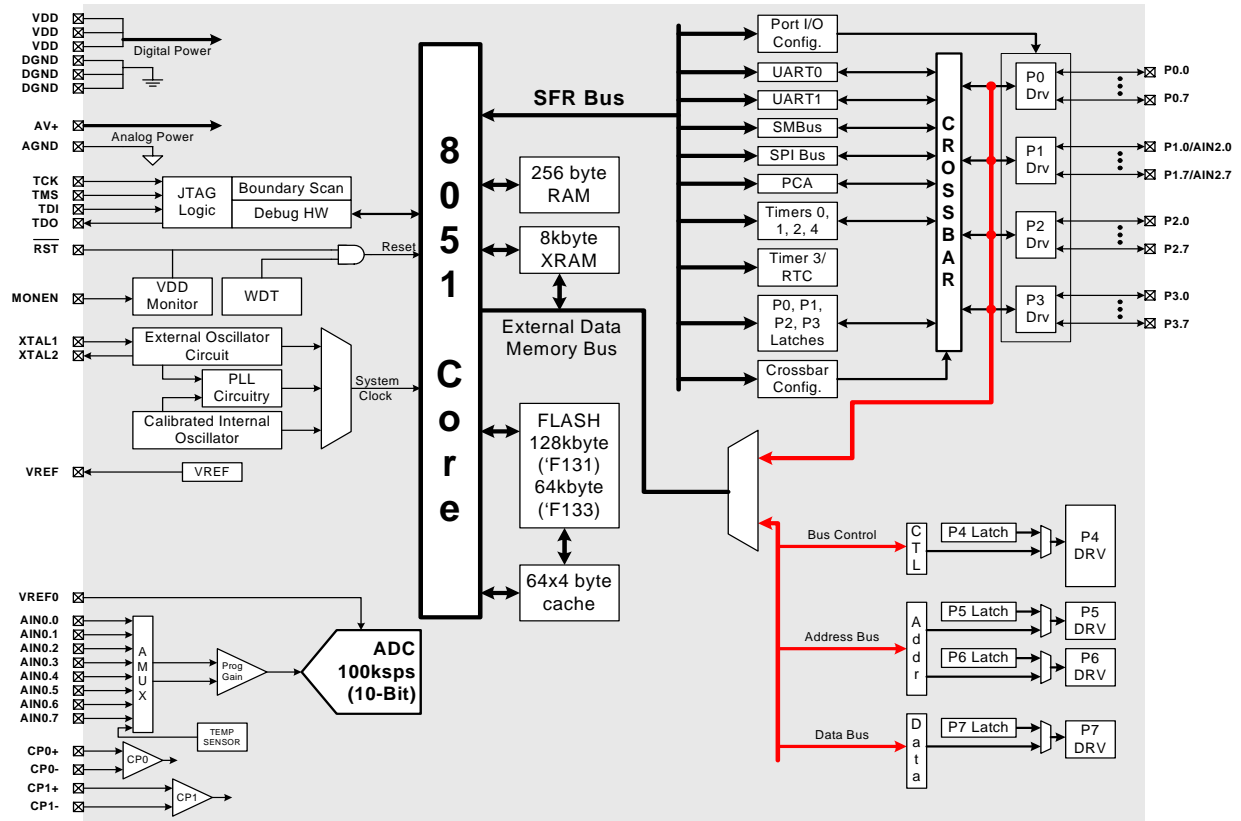 VDD
VDD
VDD
Digital Power
DGND
DGND
DGND
AV+
Analog Power
AGND
TCK
TMS
TDI
TDO
JTAG
Logic
Boundary Scan
Debug HW
RST
Reset
MONEN
VDD
Monitor
WDT
XTAL1
XTAL2
External Oscillator
Circuit
PLL
Circuitry
System
Clock
Calibrated Internal
Oscillator
VREF
VREF
VREF0
AIN0.0
AIN0.1
AIN0.2
AIN0.3
AIN0.4
AIN0.5
AIN0.6
AIN0.7
AMUX
Prog
Gain
ADC
100ksps
(10-Bit)
TEMP
SENSOR
CP0+
CP0-
CP0
CP1+
CP1-
CP1
8051 Core
SFR Bus
256 byte
RAM
8kbyte
XRAM
External Data
Memory Bus
FLASH
128kbyte
(‘F131)
64kbyte
(‘F133)
64x4 byte
cache
Port I/O
Config.
UART0
UART1
SMBus
SPI Bus
PCA
Timers 0,
1, 2, 4
Timer 3/
RTC
P0, P1,
P2, P3
Latches
Crossbar
Config.
CROSSBAR
P0
Drv
P1
Drv
P2
Drv
P3
Drv
P0.0
P0.7
P1.0/AIN2.0
P1.7/AIN2.7
P2.0
P2.7
P3.0
P3.7
Bus Control
CTL
P4 Latch
P4
DRV
Address Bus
Addr
P5 Latch
P5
DRV
P6 Latch
P6
DRV
Data Bus
Data
P7 Latch
P7
DRV